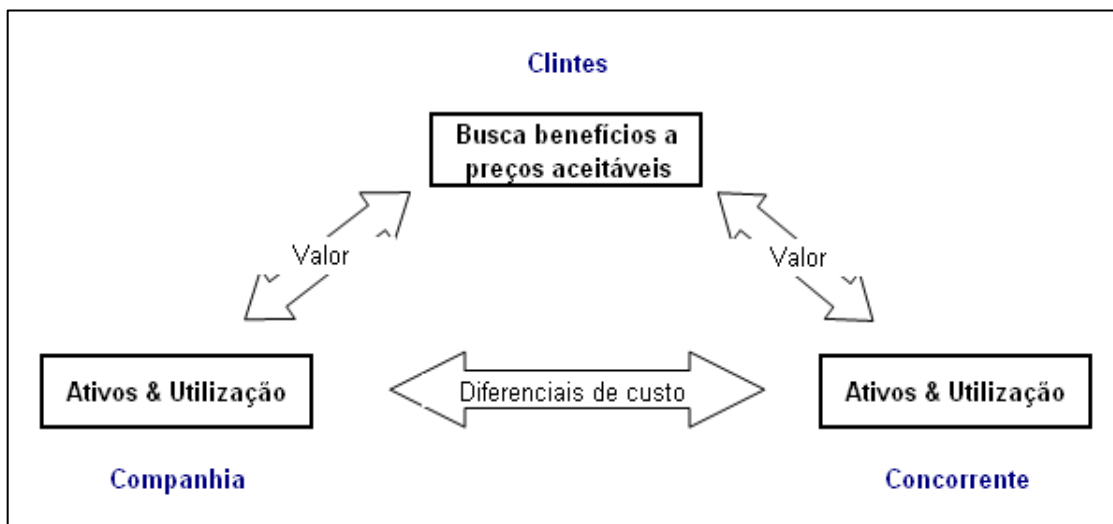 Clintes
Busca benefícios a
preços aceitáveis
Valor
Valor
Ativos & Utilização
Diferenciais de custo
Ativos & Utilização
Companhia
Concorrente